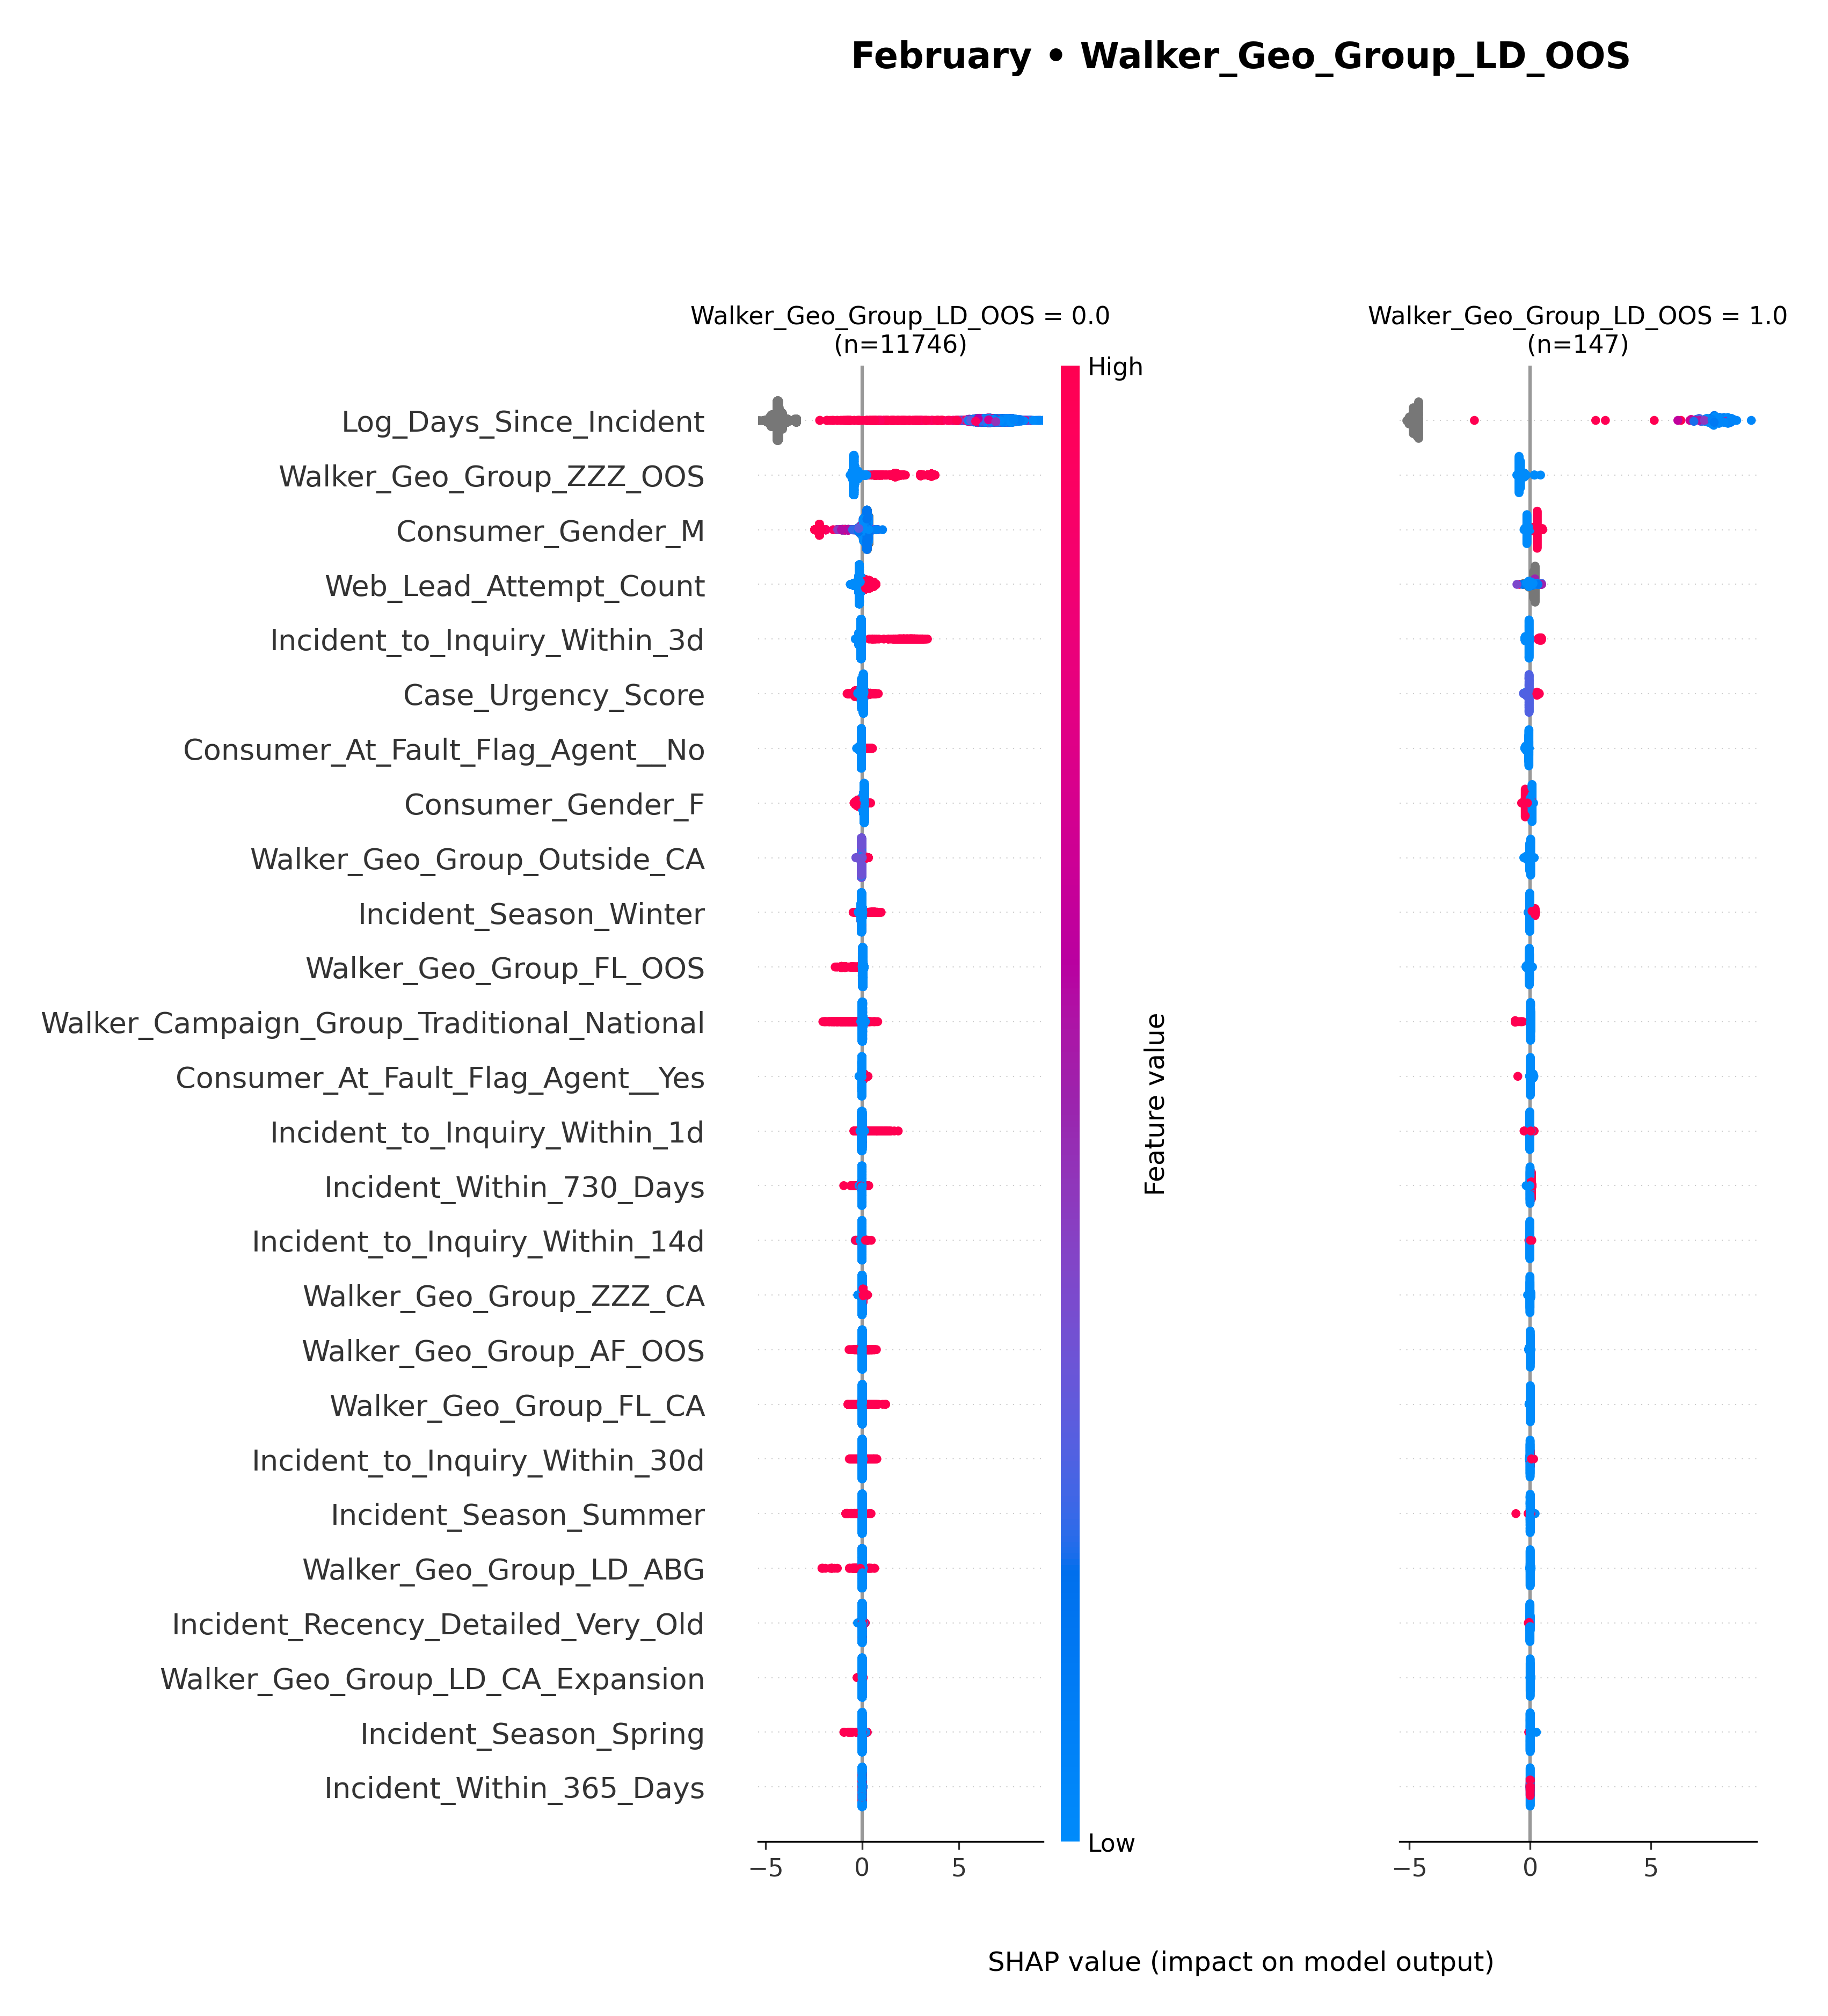 February • Walker_Geo_Group_LD_OOS
Walker_Geo_Group_LD_OOS = 0.0
(n=11746)
Walker_Geo_Group_LD_OOS = 1.0
(n=147)
High
Log_Days_Since_Incident
Walker_Geo_Group_ZZZ_OOS
Consumer_Gender_M
Web_Lead_Attempt_Count
Incident_to_Inquiry_Within_3d
Case_Urgency_Score
Consumer_At_Fault_Flag_Agent__No
Consumer_Gender_F
Walker_Geo_Group_Outside_CA
Incident_Season_Winter
Walker_Geo_Group_FL_OOS
Walker_Campaign_Group_Traditional_National
Consumer_At_Fault_Flag_Agent__Yes
Incident_to_Inquiry_Within_1d
Incident_Within_730_Days
Incident_to_Inquiry_Within_14d
Walker_Geo_Group_ZZZ_CA
Walker_Geo_Group_AF_OOS
Walker_Geo_Group_FL_CA
Incident_to_Inquiry_Within_30d
Incident_Season_Summer
Walker_Geo_Group_LD_ABG
Incident_Recency_Detailed_Very_Old
Walker_Geo_Group_LD_CA_Expansion
Incident_Season_Spring
Incident_Within_365_Days
Feature value
Low
−5 0 5
−5 0 5
SHAP value (impact on model output)